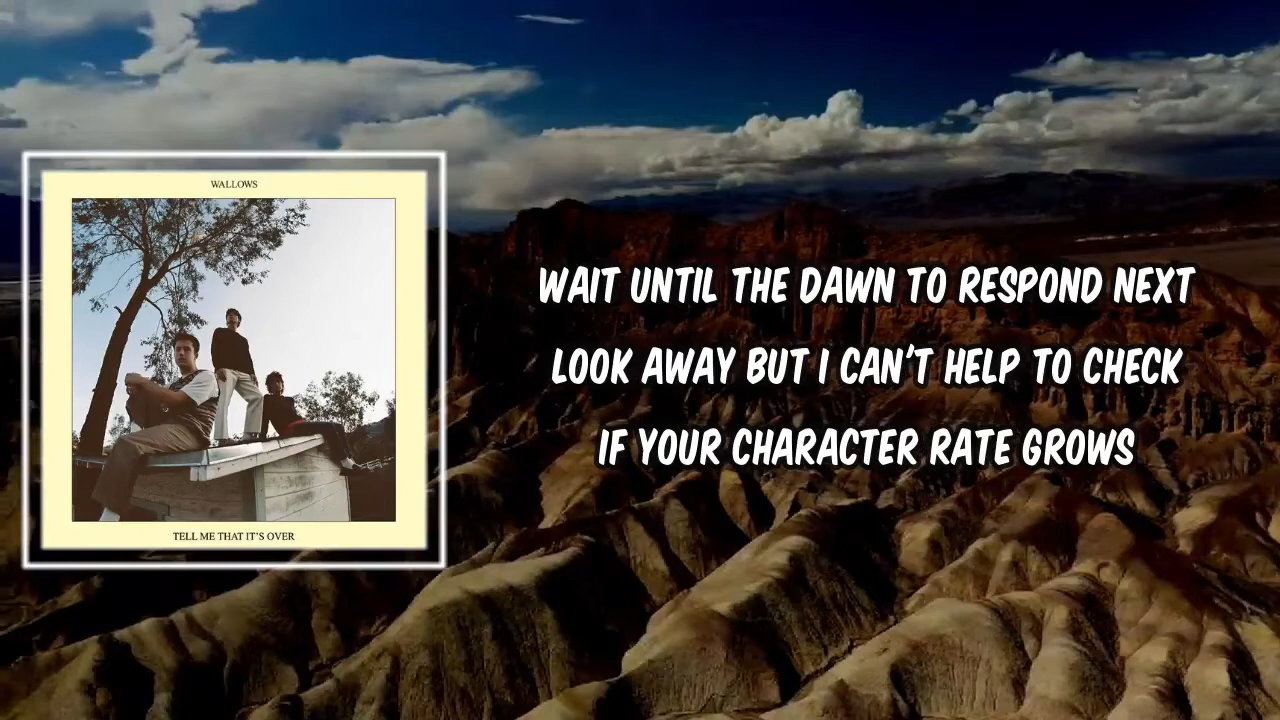 WALLOWS
TELL ME THAT IT'S OVER
WAIT UNTIL THE DAWN TO RESPOND NEXT
LOOK AWAY BUT I CAN'T HELP TO CHECK
IF YOUR CHARACTER RATE GROWS